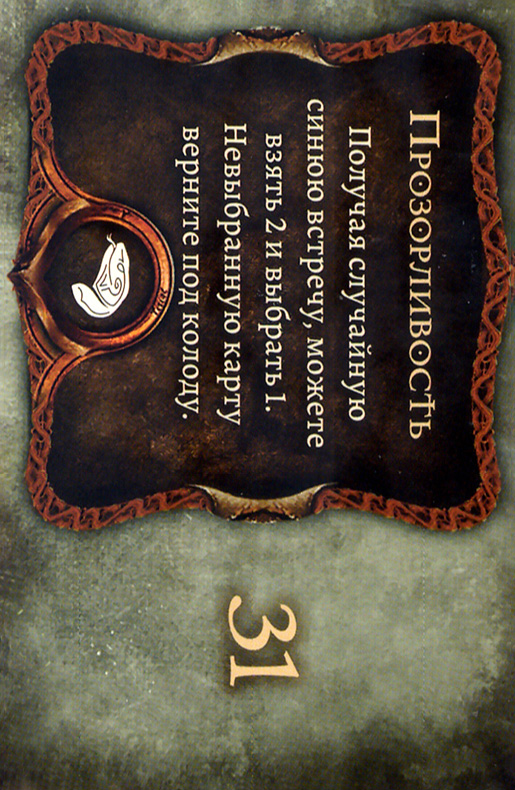 Прозорливость
Получая случайную
синюю встречу, можете
взять 2 и выбрать 1.
Невыбранную карту
верните под колоду.
31